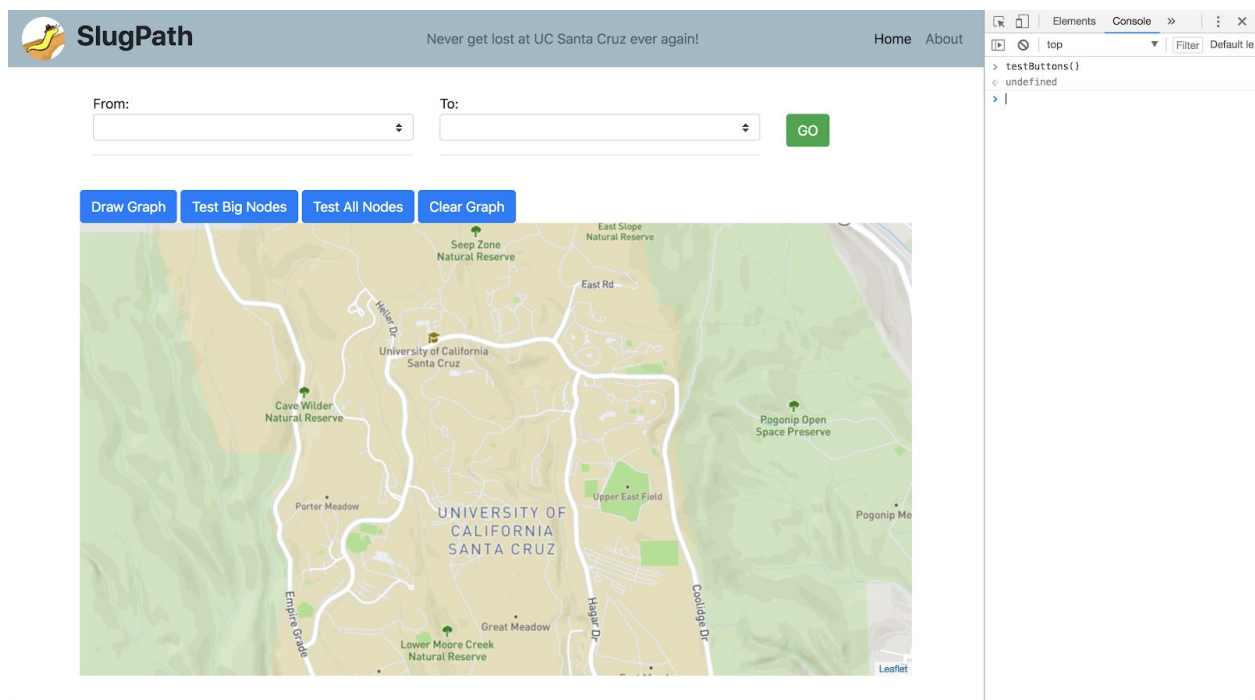 SlugPath
Never get lost at UC Santa Cruz ever again!
Home About
From:
To:
GO
Draw Graph
Test Big Nodes
Test All Nodes
Clear Graph
Seep Zone
Natural Reserve
East Slope
Natural Reserve
East Rd
Heller Dr
University of California
Santa Cruz
Cave Wilder
Natural Reserve
Pogonip Open
Space Preserve
Upper East Field
Porter Meadow
UNIVERSITY OF
CALIFORNIA
SANTA CRUZ
Pogonip Me
Empire Grade
Hagar Dr
Coolidge Dr
Great Meadow
Lower Moore Creek
Natural Reserve
Leaflet
Elements Console »
top
Filter
Default le
> testButtons()
< undefined
>